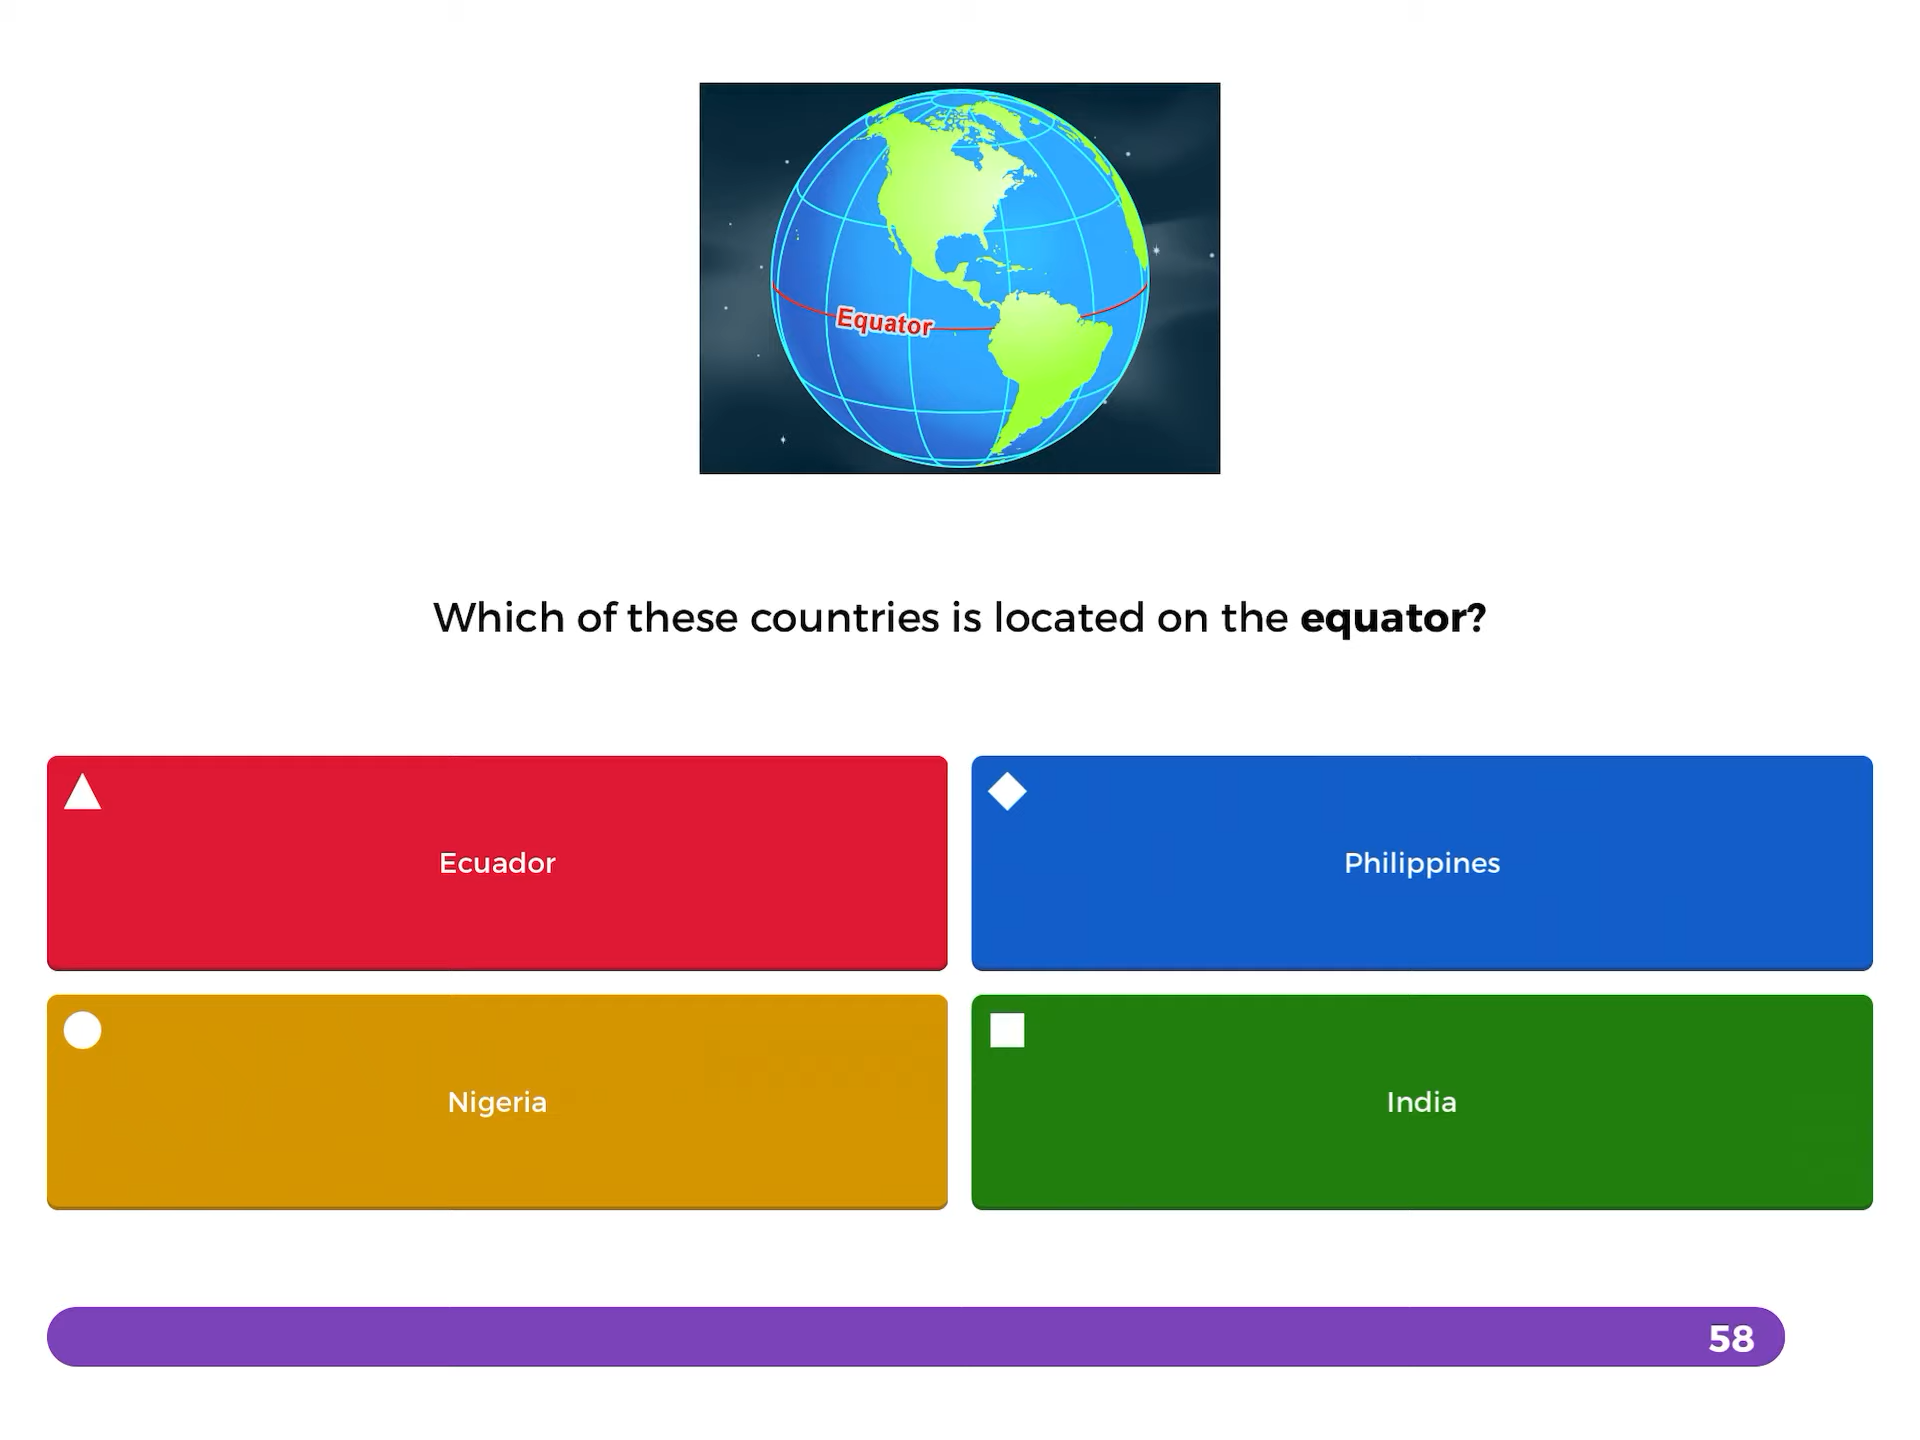 Equator
Which of these countries is located on the equator?
Ecuador
Philippines
Nigeria
India
58